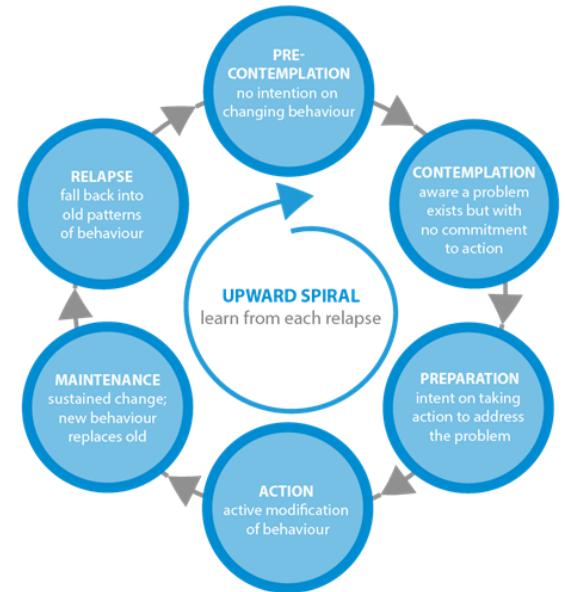 PRE-
CONTEMPLATION
no intention on
changing behaviour
CONTEMPLATION
aware a problem
exists but with
no commitment
to action
PREPARATION
intent on taking
action to address
the problem
ACTION
active modification
of behaviour
MAINTENANCE
sustained change;
new behaviour
replaces old
RELAPSE
fall back into
old patterns
of behaviour
UPWARD SPIRAL
learn from each relapse